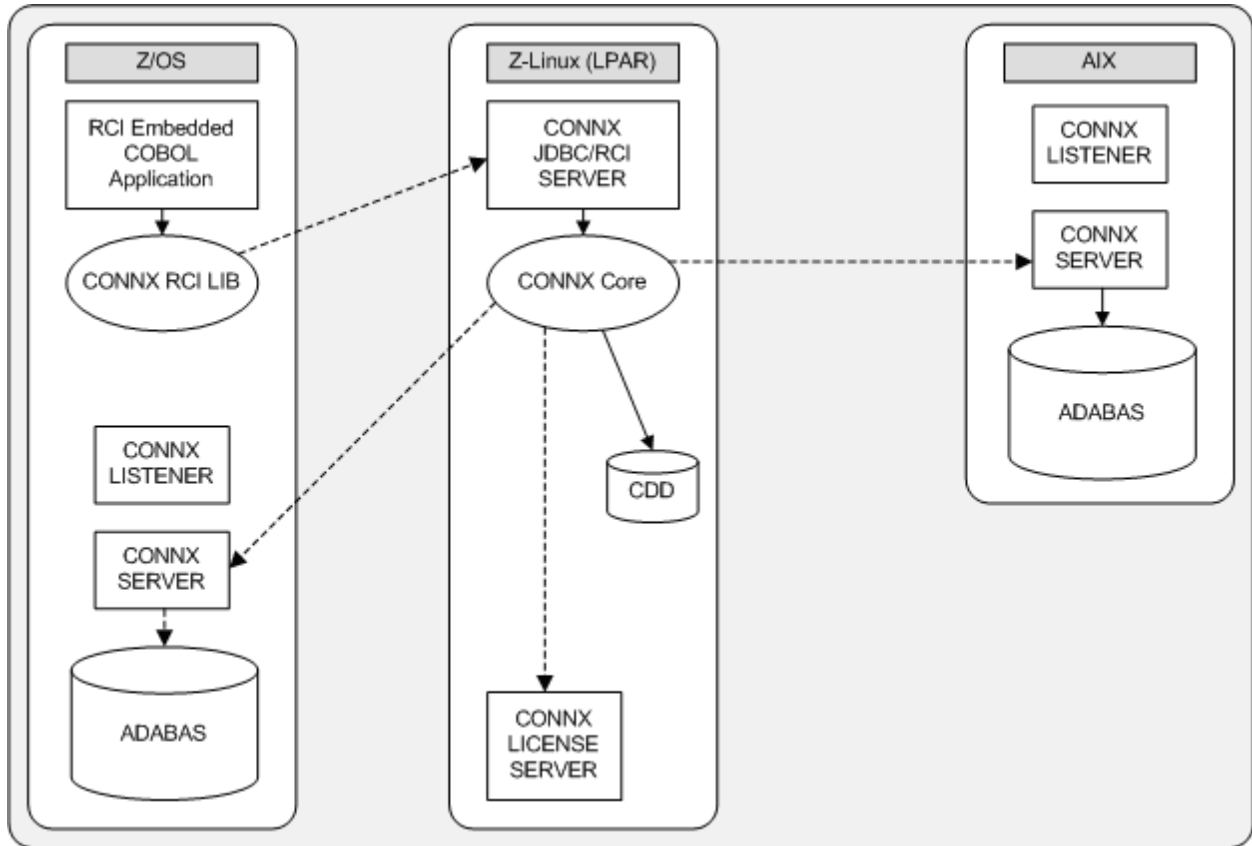 Z/OS
RCI Embedded
COBOL
Application
CONNX RCI LIB
CONNX
LISTENER
CONNX
SERVER
ADABAS
Z-Linux (LPAR)
CONNX
JDBC/RCI
SERVER
CONNX Core
CDD
CONNX
LICENSE
SERVER
AIX
CONNX
LISTENER
CONNX
SERVER
ADABAS